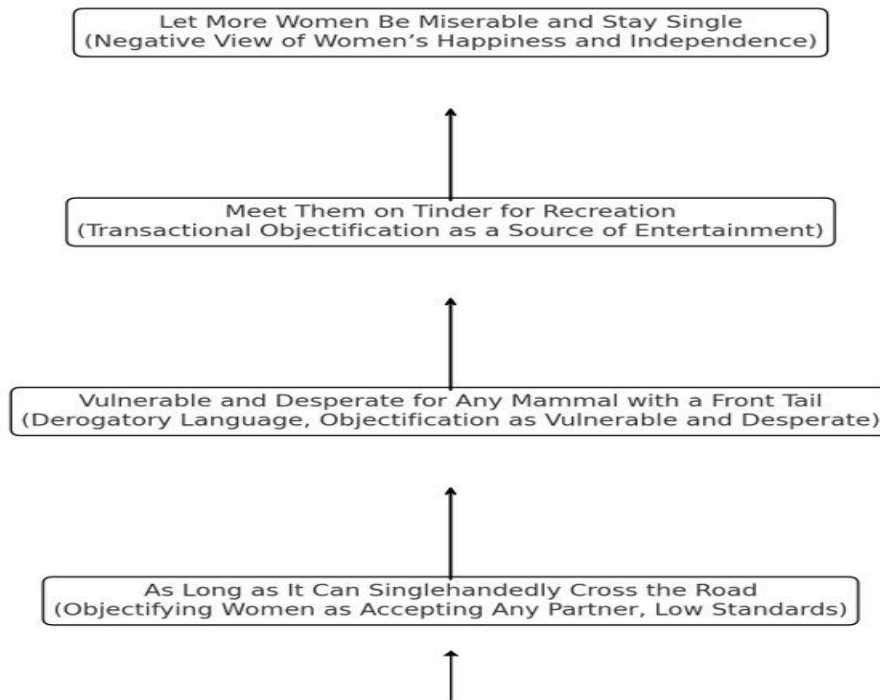 Let More Women Be Miserable and Stay Single
(Negative View of Women's Happiness and Independence)
Meet Them on Tinder for Recreation
(Transactional Objectification as a Source of Entertainment)
Vulnerable and Desperate for Any Mammal with a Front Tail
(Derogatory Language, Objectification as Vulnerable and Desperate)
As Long as It Can Singlehandedly Cross the Road
(Objectifying Women as Accepting Any Partner, Low Standards)